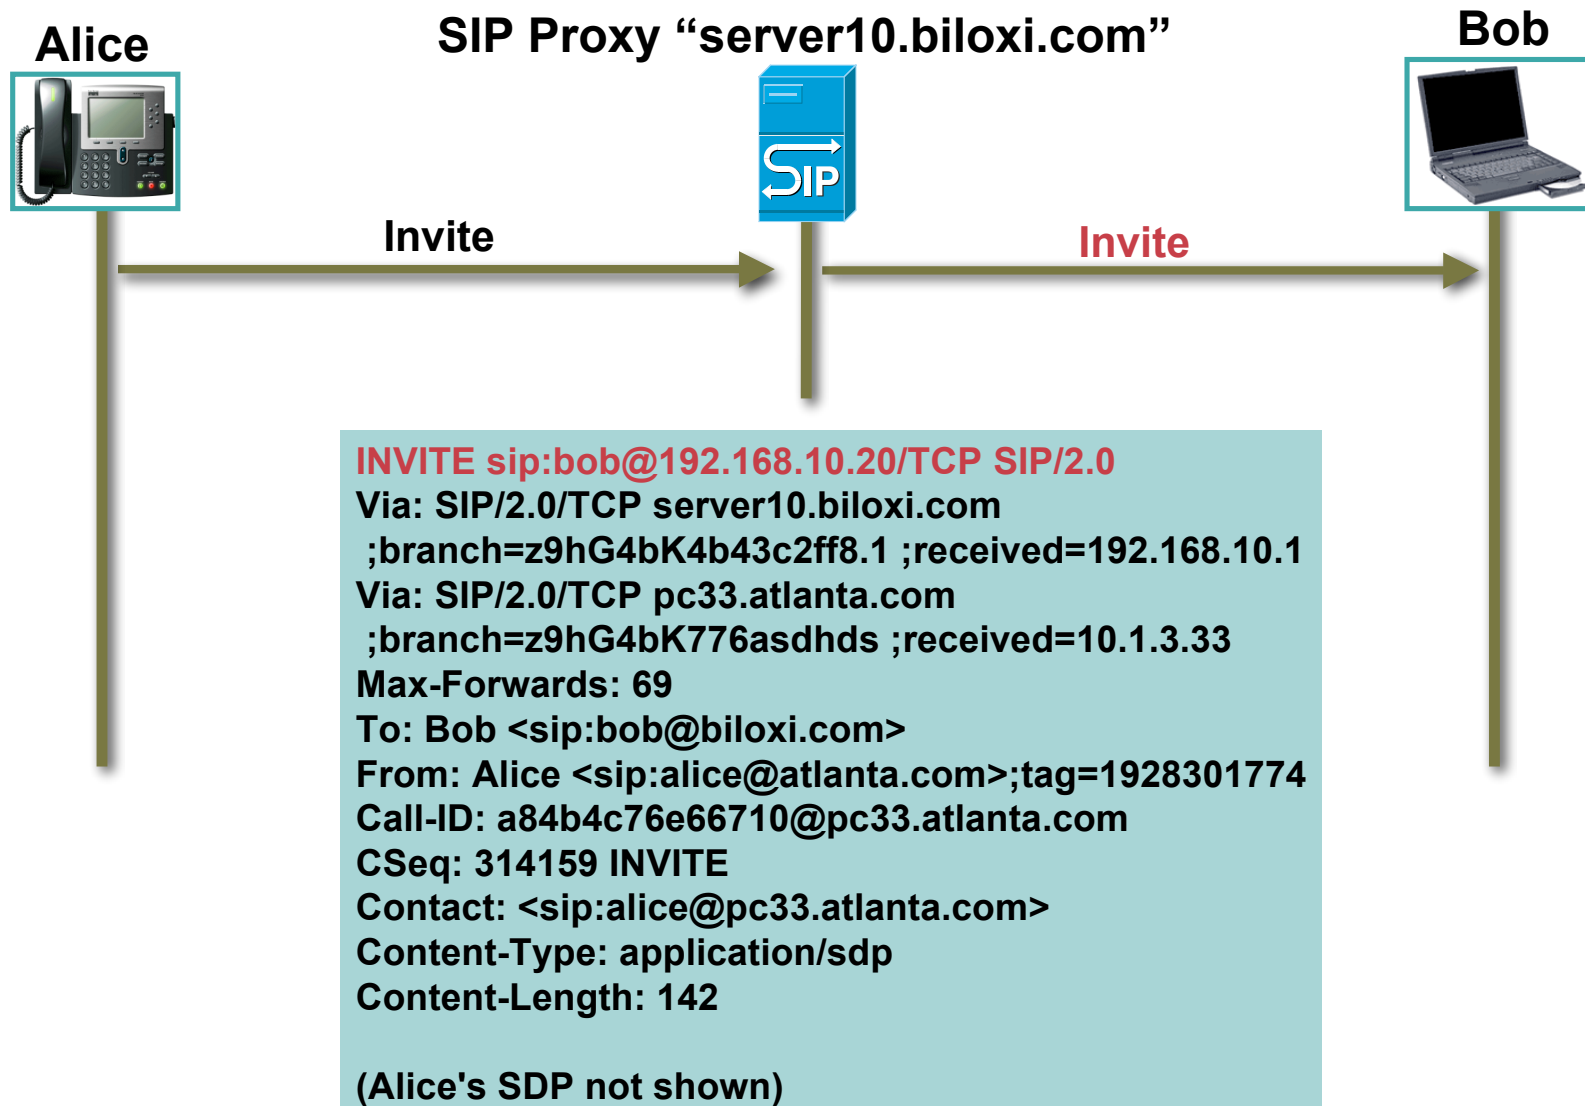 Alice
SIP Proxy “server10.biloxi.com”
Bob
SIP
Invite
Invite
INVITE sip:bob@192.168.10.20/TCP SIP/2.0
Via: SIP/2.0/TCP server10.biloxi.com
;branch=z9hG4bK4b43c2ff8.1 ;received=192.168.10.1
Via: SIP/2.0/TCP pc33.atlanta.com
;branch=z9hG4bK776asdhds ;received=10.1.3.33
Max-Forwards: 69
To: Bob <sip:bob@biloxi.com>
From: Alice <sip:alice@atlanta.com>;tag=1928301774
Call-ID: a84b4c76e66710@pc33.atlanta.com
CSeq: 314159 INVITE
Contact: <sip:alice@pc33.atlanta.com>
Content-Type: application/sdp
Content-Length: 142
(Alice's SDP not shown)